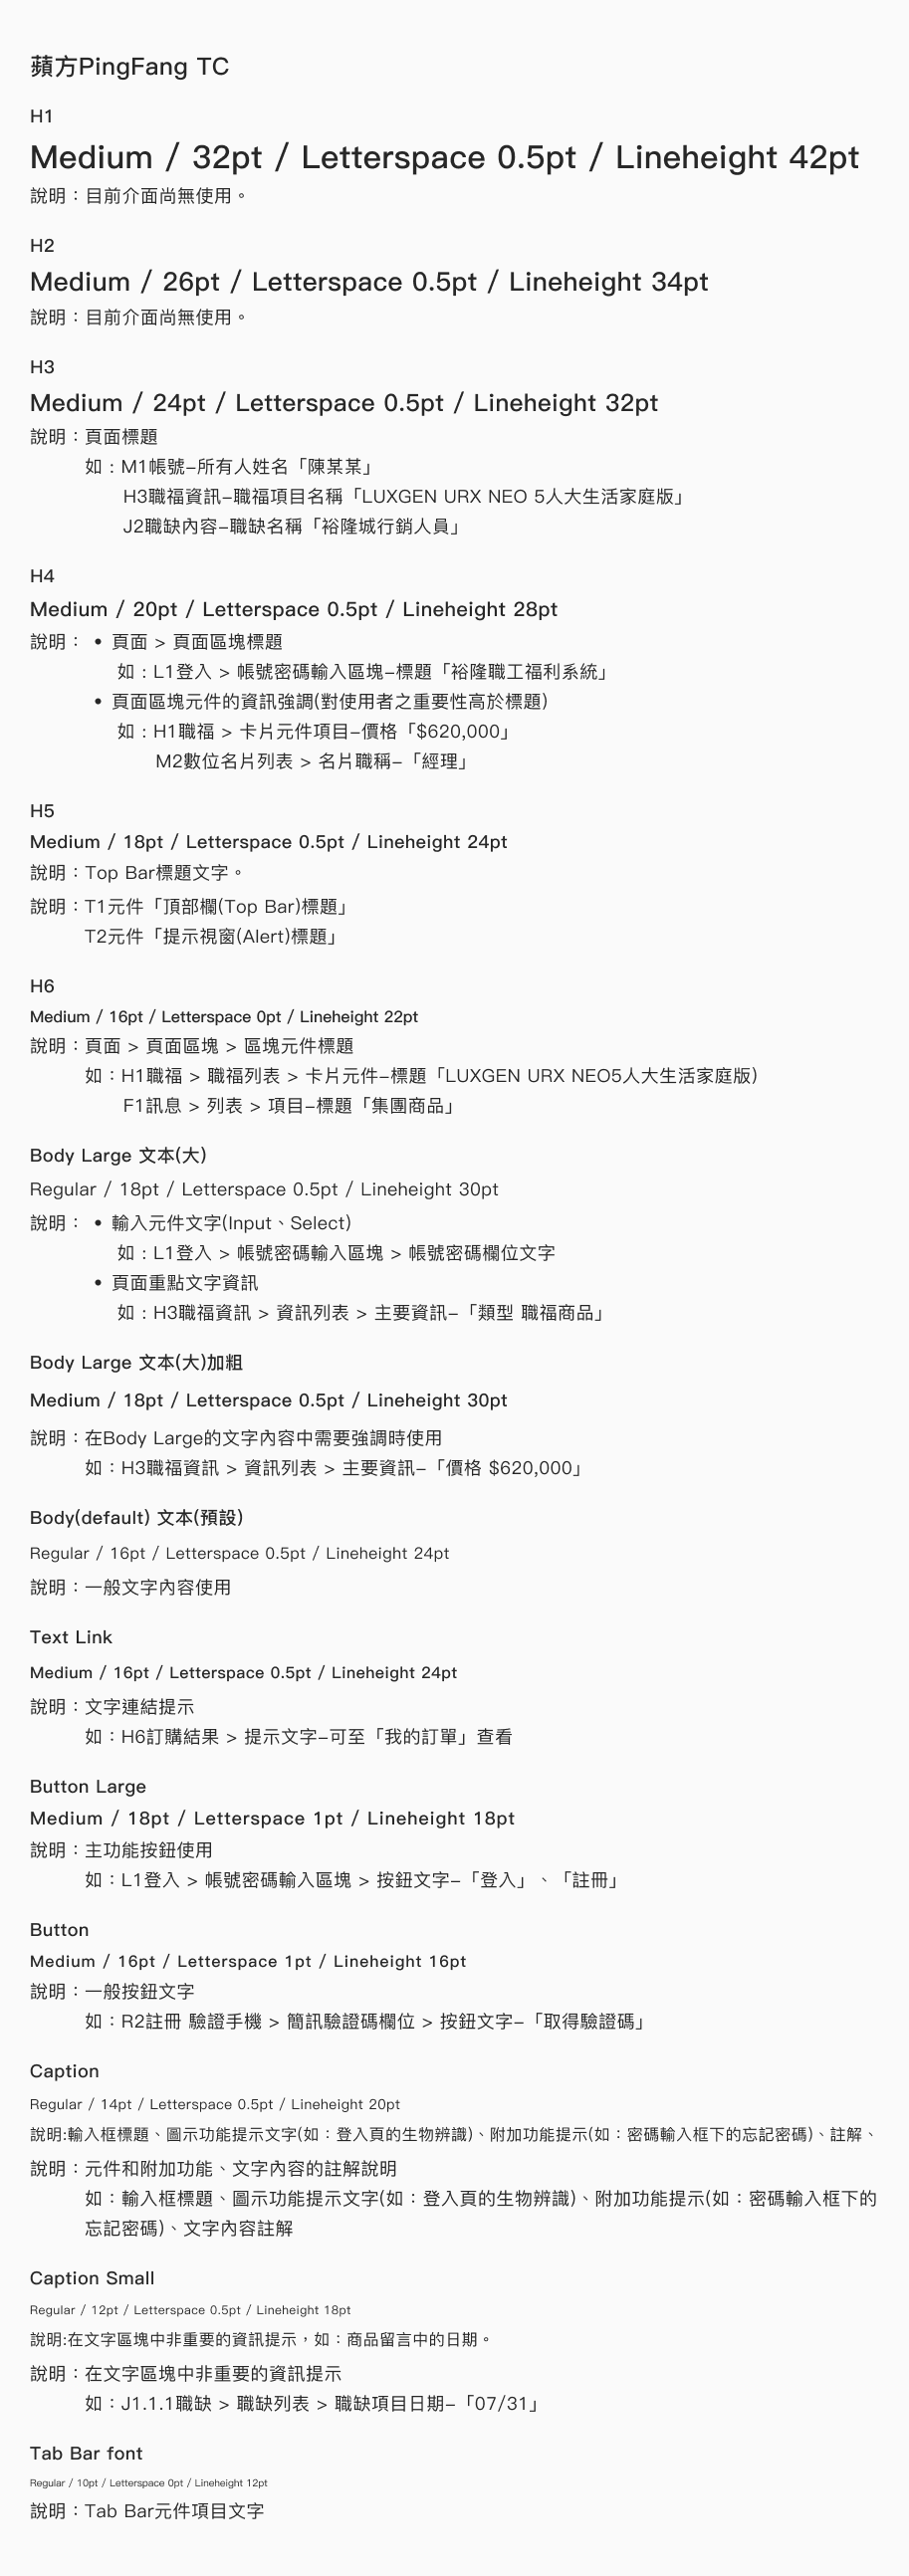 蘋方PingFang TC
H1
Medium / 32pt / Letterspace 0.5pt / Lineheight 42pt
說明：目前介面尚無使用。
H2
Medium / 26pt / Letterspace 0.5pt / Lineheight 34pt
說明：目前介面尚無使用。
H3
Medium / 24pt / Letterspace 0.5pt / Lineheight 32pt
說明：頁面標題
如：M1帳號–所有人姓名「陳某某」
H3職福資訊–職福項目名稱「LUXGEN URX NEO 5人大生活家庭版」
J2職缺內容–職缺名稱「裕隆城行銷人員」
H4
Medium / 20pt / Letterspace 0.5pt / Lineheight 28pt
說明： • 頁面 > 頁面區塊標題
如：L1登入 > 帳號密碼輸入區塊–標題「裕隆職工福利系統」
• 頁面區塊元件的資訊強調(對使用者之重要性高於標題)
如：H1職福 > 卡片元件項目–價格「$620,000」
M2數位名片列表 > 名片職稱–「經理」
H5
Medium / 18pt / Letterspace 0.5pt / Lineheight 24pt
說明：Top Bar標題文字。
說明：T1元件「頂部欄(Top Bar)標題」
T2元件「提示視窗(Alert)標題」
H6
Medium / 16pt / Letterspace 0pt / Lineheight 22pt
說明：頁面 > 頁面區塊 > 區塊元件標題
如：H1職福 > 職福列表 > 卡片元件–標題「LUXGEN URX NEO5人大生活家庭版)
F1訊息 > 列表 > 項目–標題「集團商品」
Body Large 文本(大)
Regular / 18pt / Letterspace 0.5pt / Lineheight 30pt
說明： • 輸入元件文字(Input、Select)
如：L1登入 > 帳號密碼輸入區塊 > 帳號密碼欄位文字
• 頁面重點文字資訊
如：H3職福資訊 > 資訊列表 > 主要資訊–「類型 職福商品」
Body Large 文本(大)加粗
Medium / 18pt / Letterspace 0.5pt / Lineheight 30pt
說明：在Body Large的文字內容中需要強調時使用
如：H3職福資訊 > 資訊列表 > 主要資訊–「價格 $620,000」
Body(default) 文本(預設)
Regular / 16pt / Letterspace 0.5pt / Lineheight 24pt
說明：一般文字內容使用
Text Link
Medium / 16pt / Letterspace 0.5pt / Lineheight 24pt
說明：文字連結提示
如：H6訂購結果 > 提示文字–可至「我的訂單」查看
Button Large
Medium / 18pt / Letterspace 1pt / Lineheight 18pt
說明：主功能按鈕使用
如：L1登入 > 帳號密碼輸入區塊 > 按鈕文字–「登入」、「註冊」
Button
Medium / 16pt / Letterspace 1pt / Lineheight 16pt
說明：一般按鈕文字
如：R2註冊 驗證手機 > 簡訊驗證碼欄位 > 按鈕文字–「取得驗證碼」
Caption
Regular / 14pt / Letterspace 0.5pt / Lineheight 20pt
說明:輸入框標題、圖示功能提示文字(如：登入頁的生物辨識)、附加功能提示(如：密碼輸入框下的忘記密碼)、註解、
說明：元件和附加功能、文字內容的註解說明
如：輸入框標題、圖示功能提示文字(如：登入頁的生物辨識)、附加功能提示(如：密碼輸入框下的
忘記密碼)、文字內容註解
Caption Small
Regular / 12pt / Letterspace 0.5pt / Lineheight 18pt
說明:在文字區塊中非重要的資訊提示，如：商品留言中的日期。
說明：在文字區塊中非重要的資訊提示
如：J1.1.1職缺 > 職缺列表 > 職缺項目日期–「07/31」
Tab Bar font
Regular / 10pt / Letterspace 0pt / Lineheight 12pt
說明：Tab Bar元件項目文字